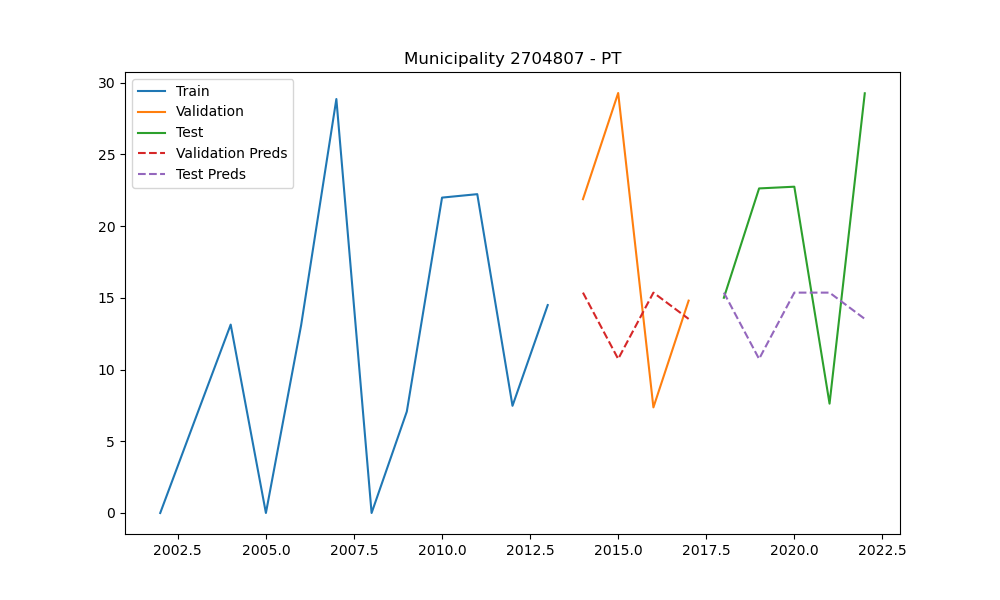 Municipality 2704807 - PT
Train
Validation
Test
Validation Preds
Test Preds
30
25
20
15
10
5
0
2002.5 2005.0 2007.5 2010.0 2012.5 2015.0 2017.5 2020.0 2022.5